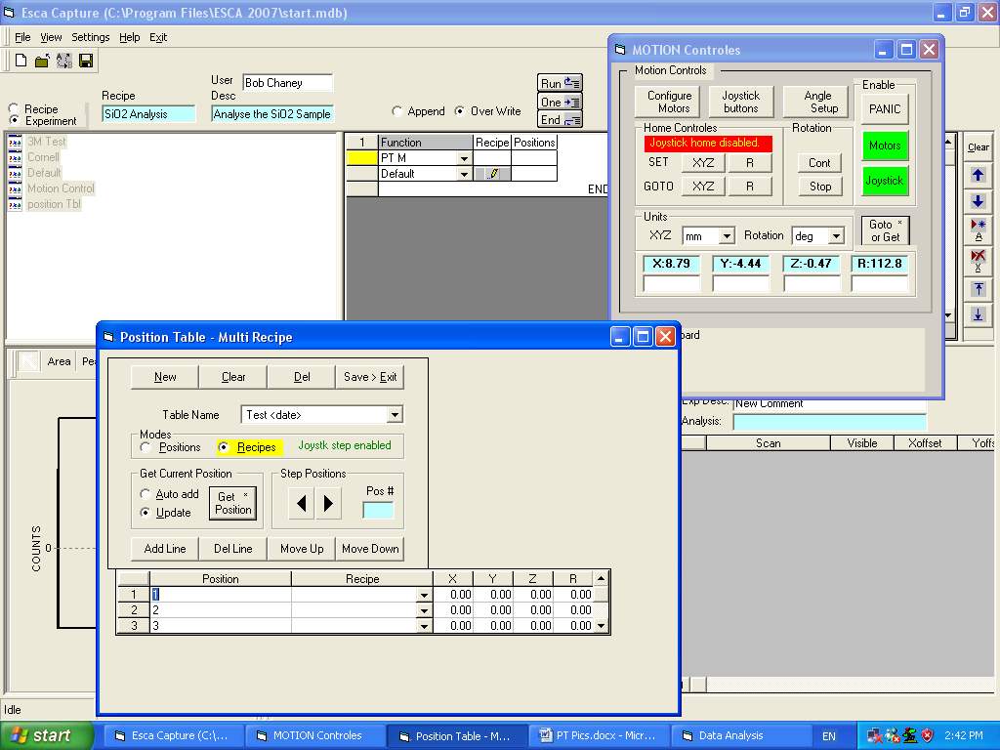 Esca Capture (C:\Program Files\ESCA 2007\start.mdb)
File View Settings Help Exit
Recipe
Experiment
Recipe
SiO2 Analysis
User Bob Chaney
Desc
Analyse the SiO2 Sample
Append Over Write
Run
One
End
3M Test
Cornell
Default
Motion Control
position Tbl
1 Function Recipe Positions
PT M
Default
END
Clear
A
X
MOTION Controles
Motion Controls
Configure Motors
Joystick buttons
Angle Setup
Enable
PANIC
Motors
Joystick
Home Controles
Joystick home disabled.
SET XYZ R
GOTO XYZ R
Rotation
Cont
Stop
Units
XYZ mm Rotation deg
Goto × or Get
X:8.79 Y:-4.44 Z:-0.47 R:112.8
oard
Area Pea
Position Table - Multi Recipe
New Clear Del Save > Exit
Table Name Test <date>
Modes
Positions Recipes Joystk step enabled
Get Current Position
Auto add
Update
Get × Position
Step Positions
Pos #
Add Line Del Line Move Up Move Down
Position Recipe X Y Z R
1 1 0.00 0.00 0.00 0.00
2 2 0.00 0.00 0.00 0.00
3 3 0.00 0.00 0.00 0.00
Exp Desc: New Comment
Analysis:
Scan Visible Xoffset Yoffs
COUNTS
0
Idle
start
Esca Capture (C:\...
MOTION Controles
Position Table - M...
PT Pics.docx - Micr...
Data Analysis
EN
2:42 PM